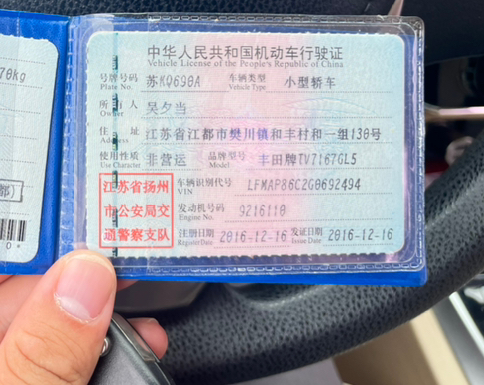 70kg
中华人民共和国机动车行驶证
Vehicle License of the People's Republic of China
号牌号码 苏KQ690A 车辆类型 小型轿车
Plate No. Vehicle Type
所有人 吴夕当
Owner
住址 江苏省江都市樊川镇和丰村和一组130号
Address
使用性质 非营运 品牌型号 丰田牌TV7167GL5
Use Character Model
江苏省扬州
市公安局交
通警察支队
车辆识别代号 LFMAP86C2G0692494
VIN
发动机号码 9216110
Engine No.
注册日期 2016-12-16 发证日期 2016-12-16
Register Date Issue Date